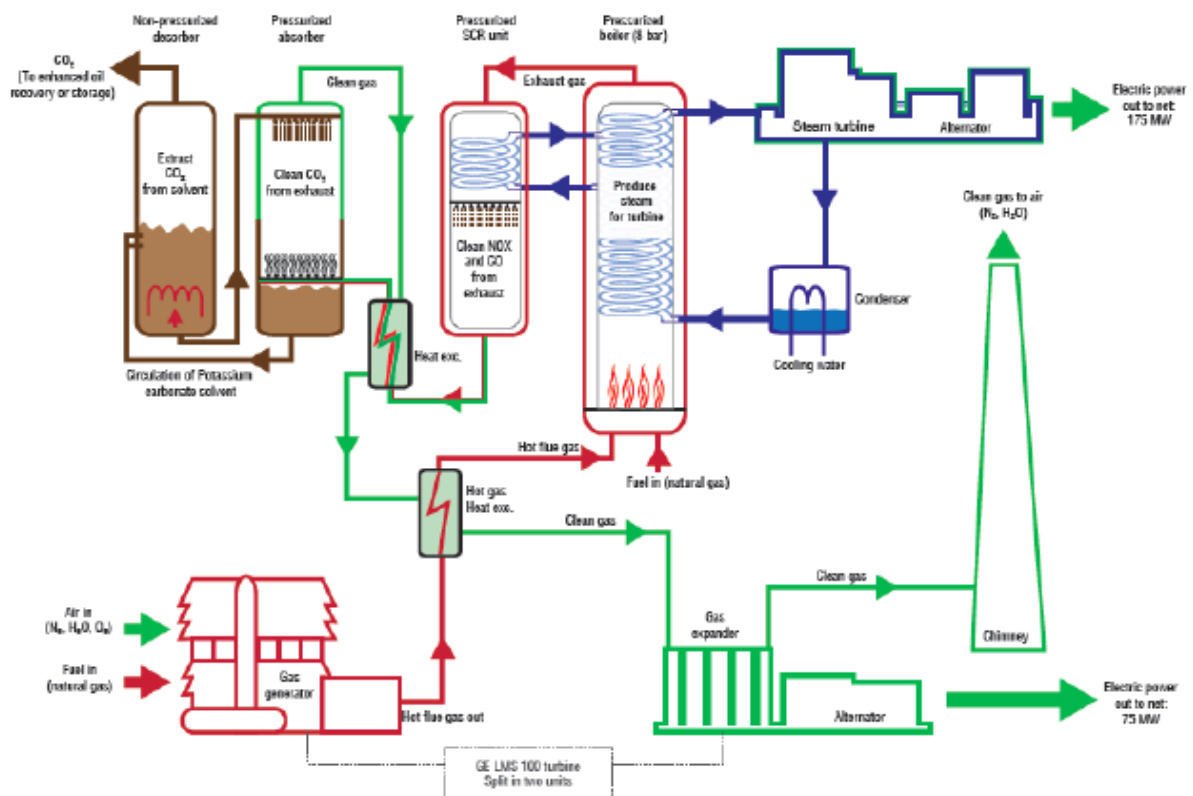 Non-pressurized
desorber
Pressurized
absorber
Pressurized
SCR unit
Pressurized
boiler (8 bar)
CO₂
(To enhanced oil
recovery or storage)
Clean gas
Exhaust gas
Electric power
out to net:
175 MW
Steam turbine
Alternator
Extract
CO₂
from solvent
Clean CO₂
from exhaust
Produce
steam
for turbine
Clean gas to air
(N₂, H₂O)
Clean NOX
and CO
from
exhaust
Condenser
Heat exc.
Cooling water
Circulation of Potassium
carbonate solvent
Hot flue gas
Fuel in (natural gas)
Hot gas
Heat exc.
Clean gas
Clean gas
Air in
(N₂, H₂O, O₂)
Gas
expander
Chimney
Fuel in
(natural gas)
Gas
generator
Hot flue gas out
Alternator
Electric power
out to net:
75 MW
GE LMS 100 turbine
Split in two units